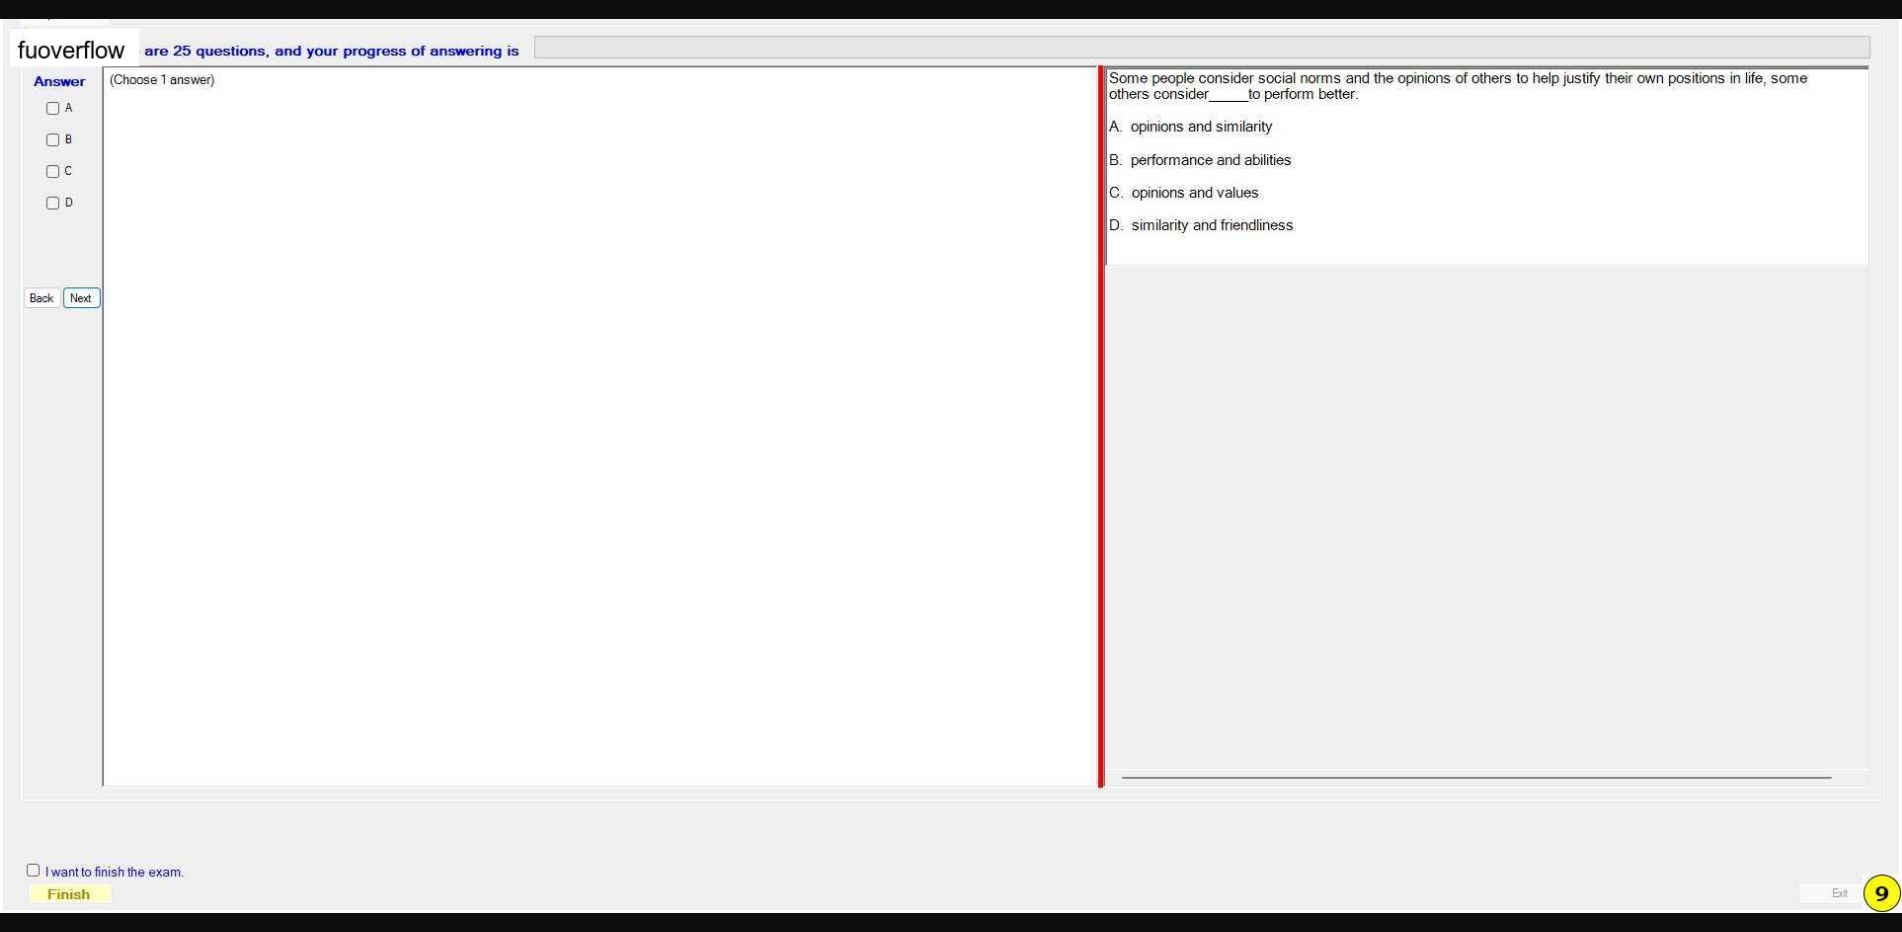 fuoverflow are 25 questions, and your progress of answering is
Answer
(Choose 1 answer)
A
B
C
D
Back Next
Some people consider social norms and the opinions of others to help justify their own positions in life, some
others consider_____to perform better.
A. opinions and similarity
B. performance and abilities
C. opinions and values
D. similarity and friendliness
I want to finish the exam.
Finish
Exit
9